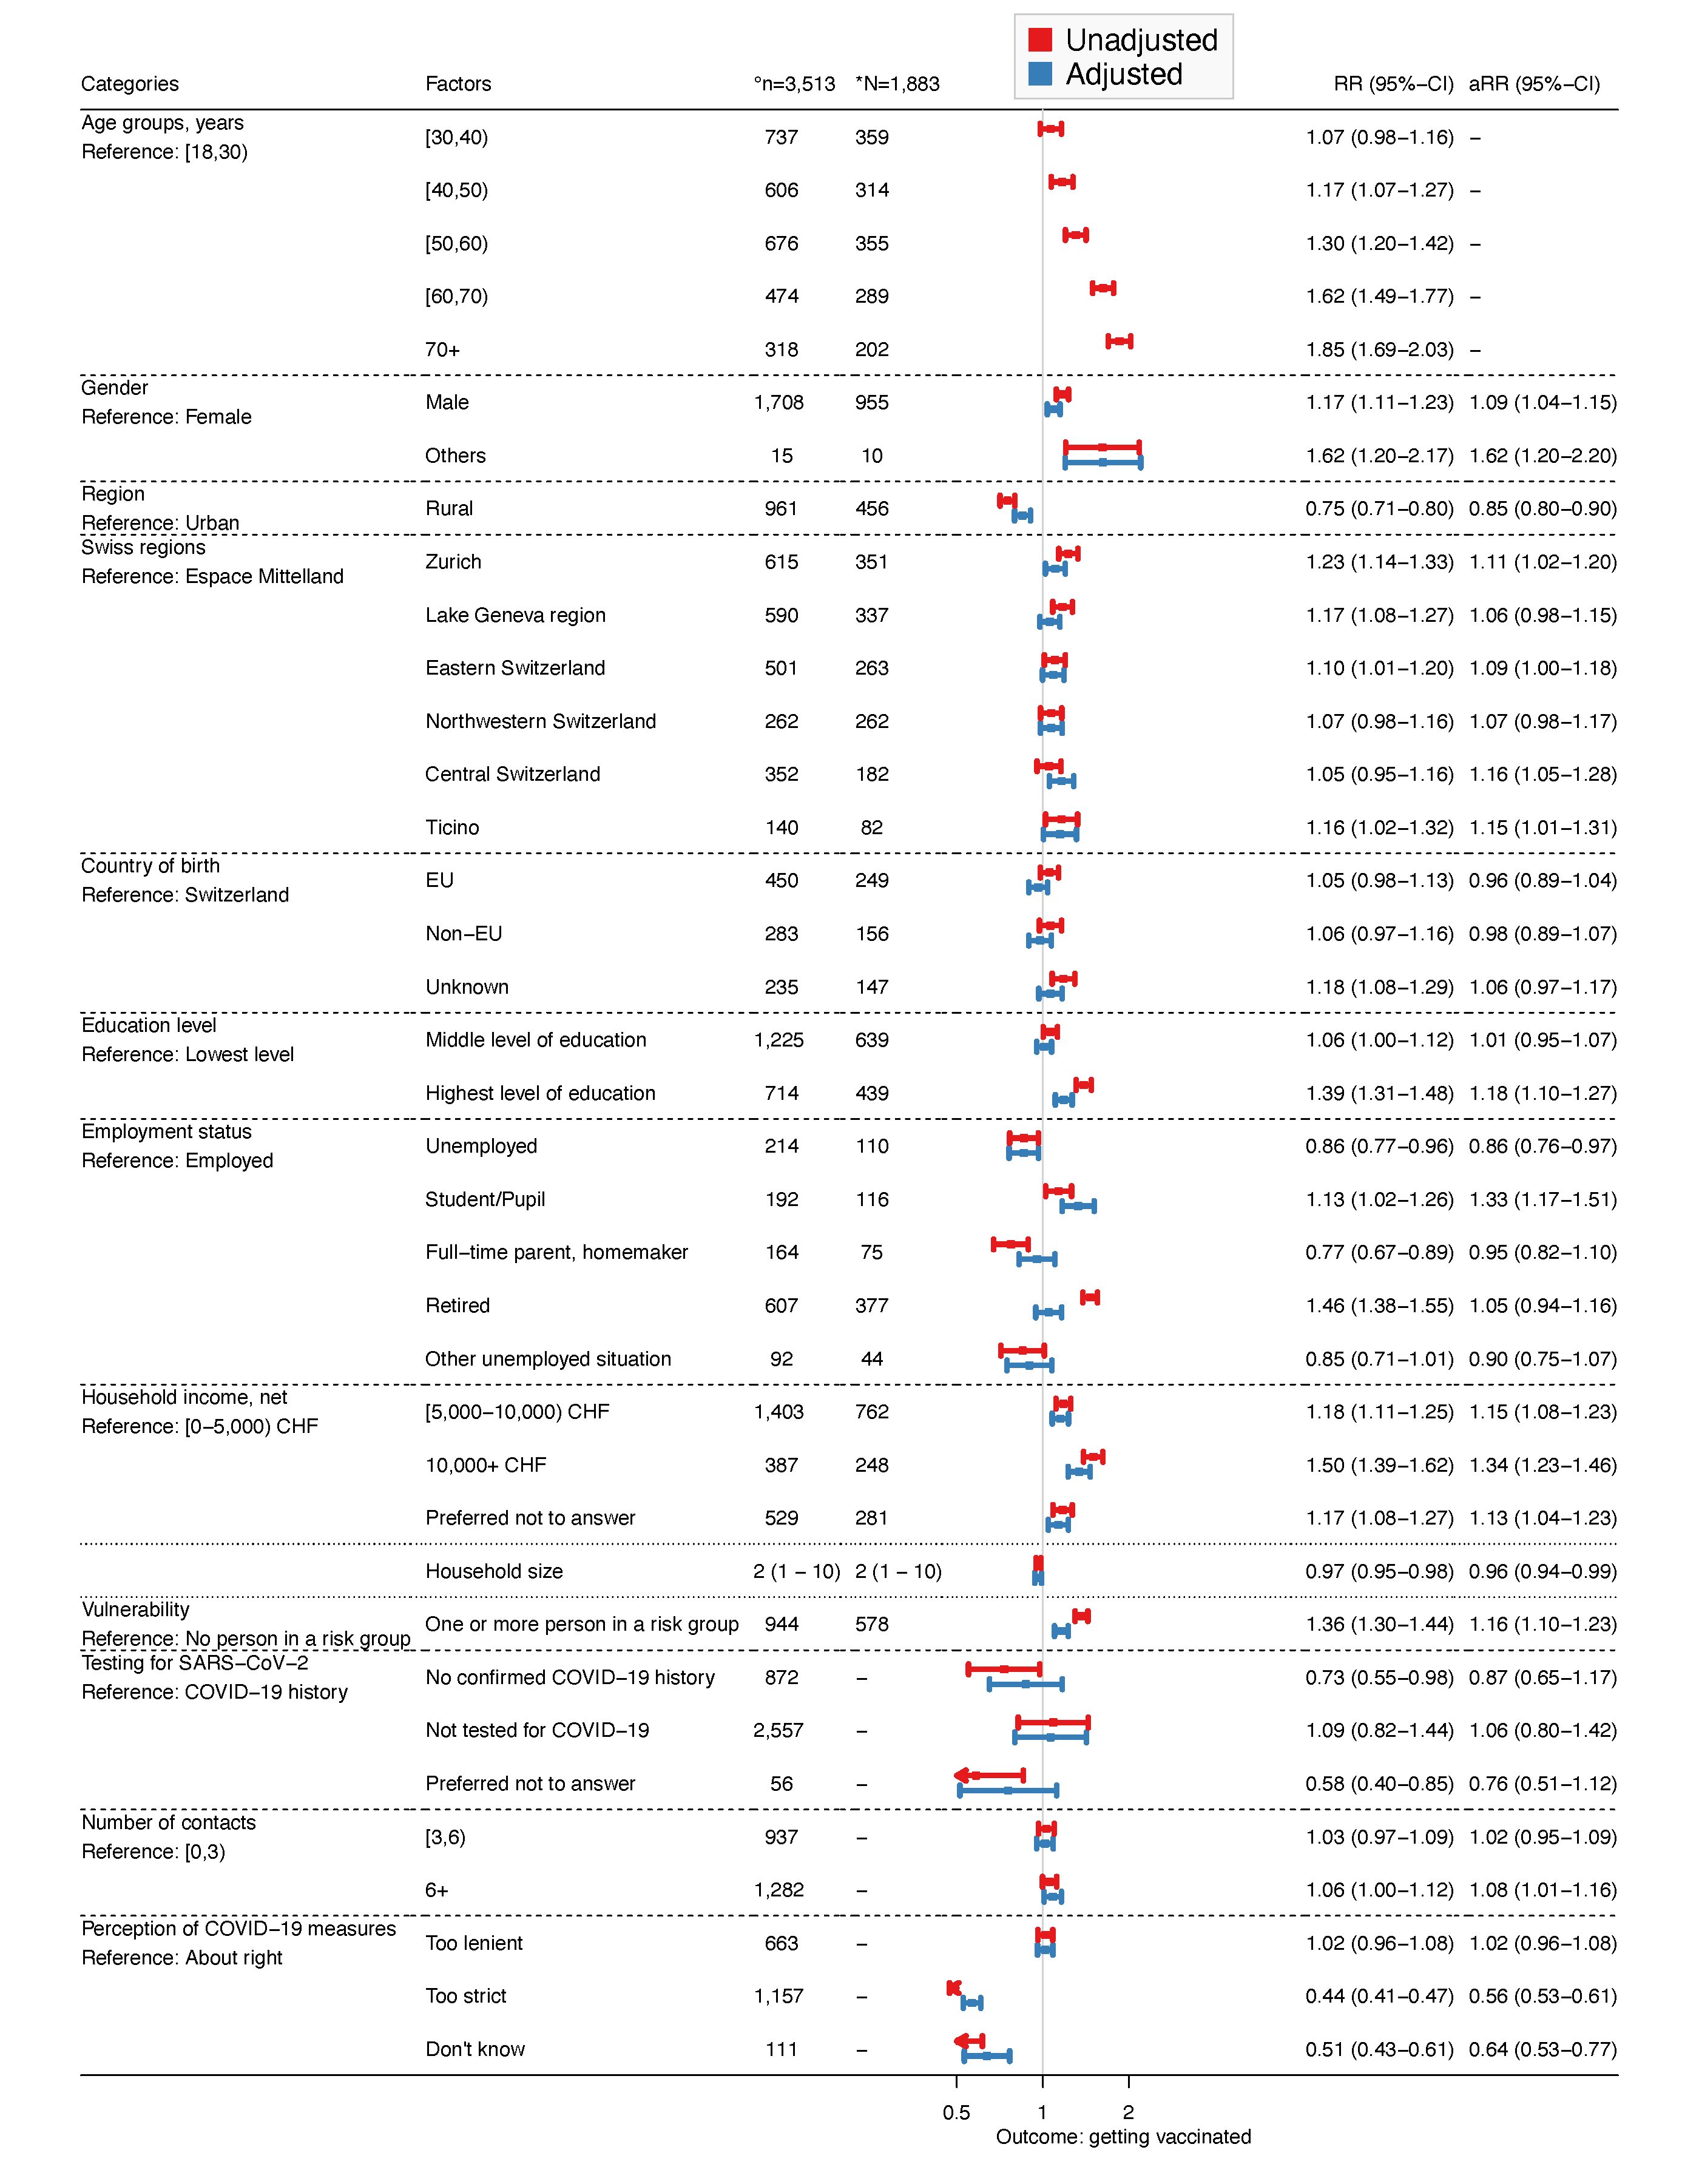 Unadjusted
Adjusted
Categories Factors °n=3,513 *N=1,883 RR (95%–CI) aRR (95%–CI)
Age groups, years
Reference: [18,30)
[30,40) 737 359 1.07 (0.98–1.16) –
[40,50) 606 314 1.17 (1.07–1.27) –
[50,60) 676 355 1.30 (1.20–1.42) –
[60,70) 474 289 1.62 (1.49–1.77) –
70+ 318 202 1.85 (1.69–2.03) –
Gender
Reference: Female
Male 1,708 955 1.17 (1.11–1.23) 1.09 (1.04–1.15)
Others 15 10 1.62 (1.20–2.17) 1.62 (1.20–2.20)
Region
Reference: Urban
Rural 961 456 0.75 (0.71–0.80) 0.85 (0.80–0.90)
Swiss regions
Reference: Espace Mittelland
Zurich 615 351 1.23 (1.14–1.33) 1.11 (1.02–1.20)
Lake Geneva region 590 337 1.17 (1.08–1.27) 1.06 (0.98–1.15)
Eastern Switzerland 501 263 1.10 (1.01–1.20) 1.09 (1.00–1.18)
Northwestern Switzerland 262 262 1.07 (0.98–1.16) 1.07 (0.98–1.17)
Central Switzerland 352 182 1.05 (0.95–1.16) 1.16 (1.05–1.28)
Ticino 140 82 1.16 (1.02–1.32) 1.15 (1.01–1.31)
Country of birth
Reference: Switzerland
EU 450 249 1.05 (0.98–1.13) 0.96 (0.89–1.04)
Non–EU 283 156 1.06 (0.97–1.16) 0.98 (0.89–1.07)
Unknown 235 147 1.18 (1.08–1.29) 1.06 (0.97–1.17)
Education level
Reference: Lowest level
Middle level of education 1,225 639 1.06 (1.00–1.12) 1.01 (0.95–1.07)
Highest level of education 714 439 1.39 (1.31–1.48) 1.18 (1.10–1.27)
Employment status
Reference: Employed
Unemployed 214 110 0.86 (0.77–0.96) 0.86 (0.76–0.97)
Student/Pupil 192 116 1.13 (1.02–1.26) 1.33 (1.17–1.51)
Full–time parent, homemaker 164 75 0.77 (0.67–0.89) 0.95 (0.82–1.10)
Retired 607 377 1.46 (1.38–1.55) 1.05 (0.94–1.16)
Other unemployed situation 92 44 0.85 (0.71–1.01) 0.90 (0.75–1.07)
Household income, net
Reference: [0–5,000) CHF
[5,000–10,000) CHF 1,403 762 1.18 (1.11–1.25) 1.15 (1.08–1.23)
10,000+ CHF 387 248 1.50 (1.39–1.62) 1.34 (1.23–1.46)
Preferred not to answer 529 281 1.17 (1.08–1.27) 1.13 (1.04–1.23)
Household size 2 (1 – 10) 2 (1 – 10) 0.97 (0.95–0.98) 0.96 (0.94–0.99)
Vulnerability
Reference: No person in a risk group
One or more person in a risk group 944 578 1.36 (1.30–1.44) 1.16 (1.10–1.23)
Testing for SARS–CoV–2
Reference: COVID–19 history
No confirmed COVID–19 history 872 – 0.73 (0.55–0.98) 0.87 (0.65–1.17)
Not tested for COVID–19 2,557 – 1.09 (0.82–1.44) 1.06 (0.80–1.42)
Preferred not to answer 56 – 0.58 (0.40–0.85) 0.76 (0.51–1.12)
Number of contacts
Reference: [0,3)
[3,6) 937 – 1.03 (0.97–1.09) 1.02 (0.95–1.09)
6+ 1,282 – 1.06 (1.00–1.12) 1.08 (1.01–1.16)
Perception of COVID–19 measures
Reference: About right
Too lenient 663 – 1.02 (0.96–1.08) 1.02 (0.96–1.08)
Too strict 1,157 – 0.44 (0.41–0.47) 0.56 (0.53–0.61)
Don't know 111 – 0.51 (0.43–0.61) 0.64 (0.53–0.77)
0.5 1 2
Outcome: getting vaccinated